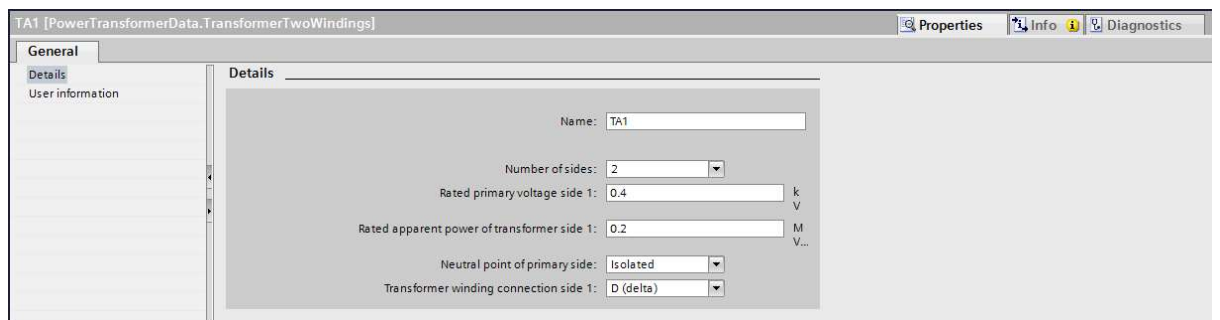 TA1 [PowerTransformerData.TransformerTwoWindings]
Properties
Info
Diagnostics
General
Details
User information
Details
Name: TA1
Number of sides: 2
Rated primary voltage side 1: 0.4 k
V
Rated apparent power of transformer side 1: 0.2 M
V...
Neutral point of primary side: Isolated
Transformer winding connection side 1: D (delta)